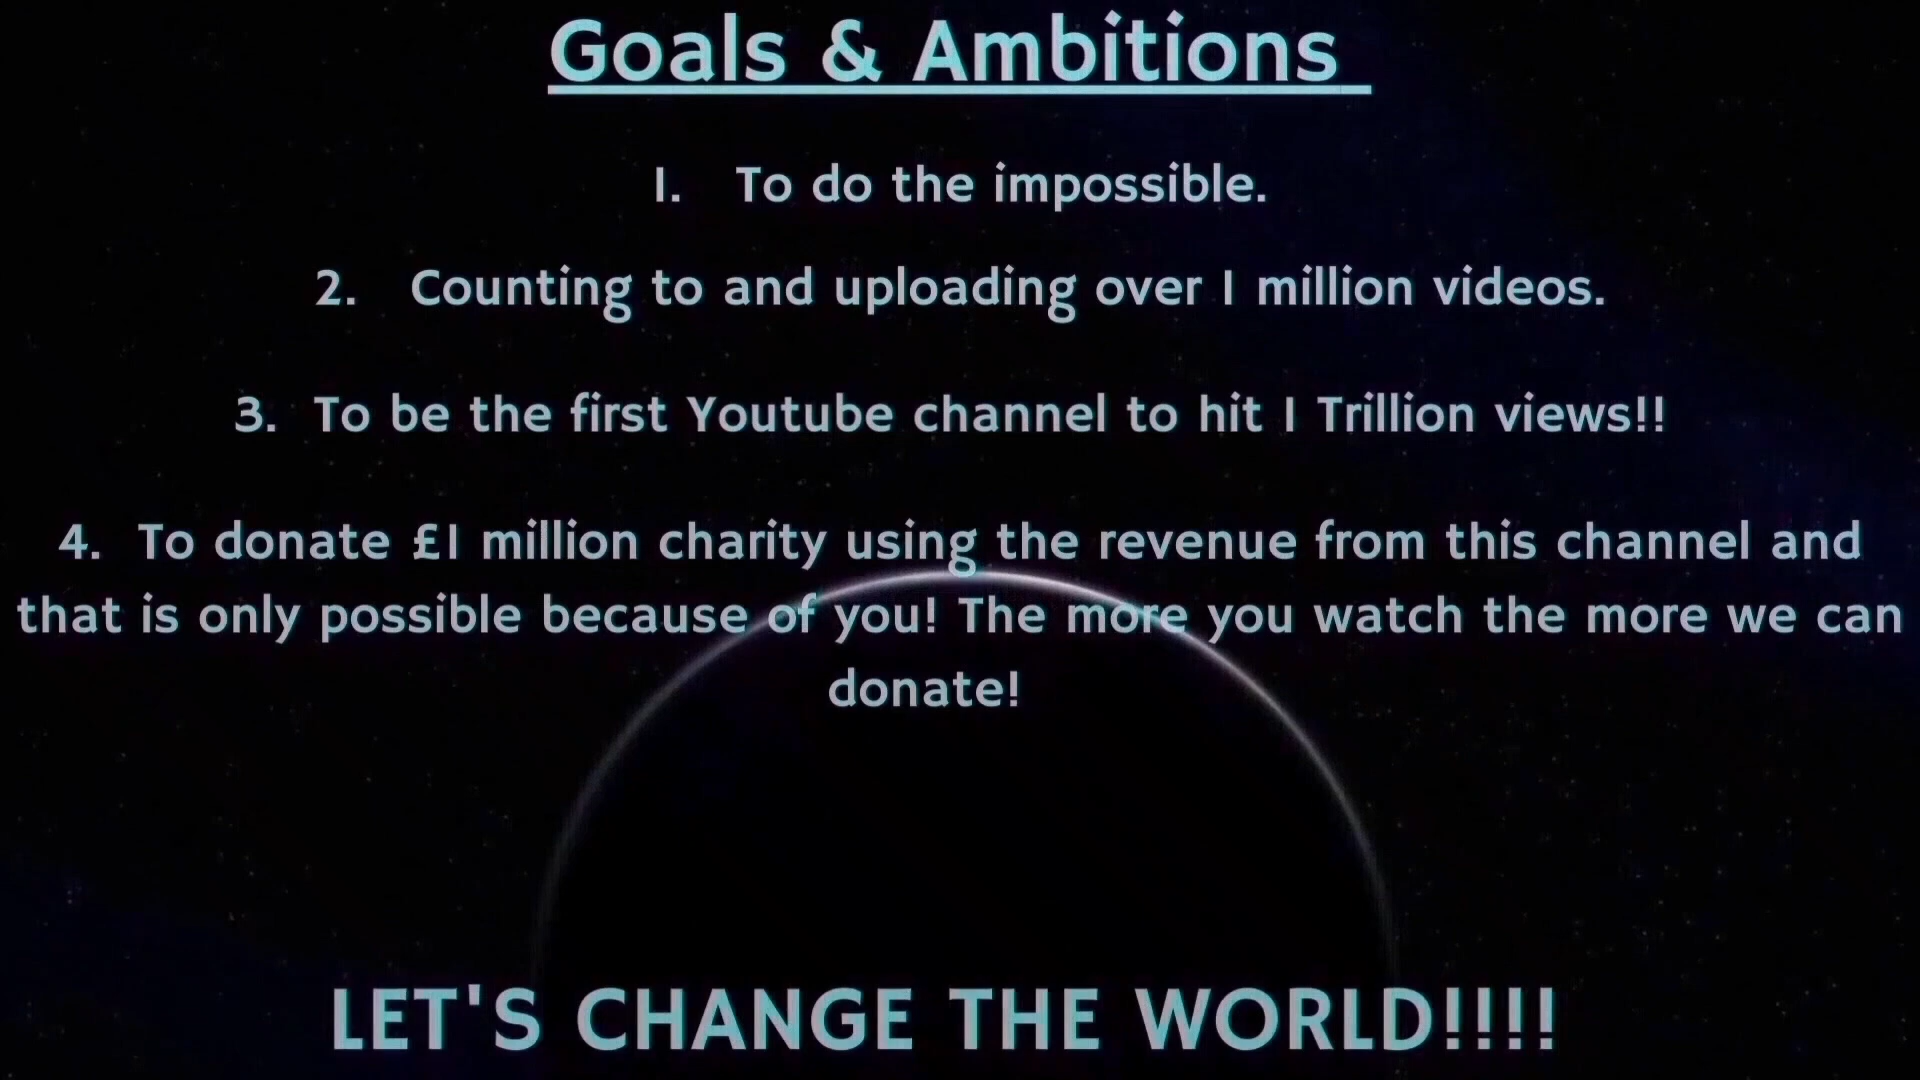 Goals & Ambitions
1. To do the impossible.
2. Counting to and uploading over 1 million videos.
3. To be the first Youtube channel to hit 1 Trillion views!!
4. To donate £1 million charity using the revenue from this channel and
that is only possible because of you! The more you watch the more we can
donate!
LET'S CHANGE THE WORLD!!!!